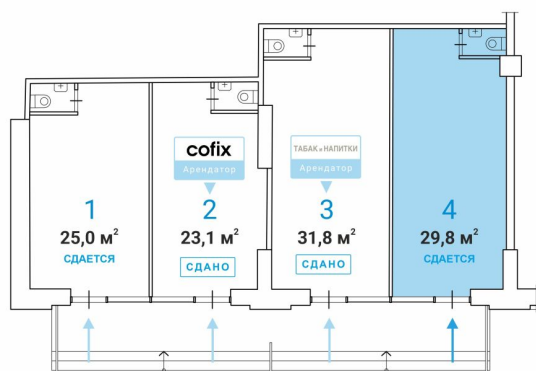 1
25,0 м²
СДАЕТСЯ
cofix
Арендатор
2
23,1 м²
СДАНО
ТАБАК и НАПИТКИ
Арендатор
3
31,8 м²
СДАНО
4
29,8 м²
СДАЕТСЯ